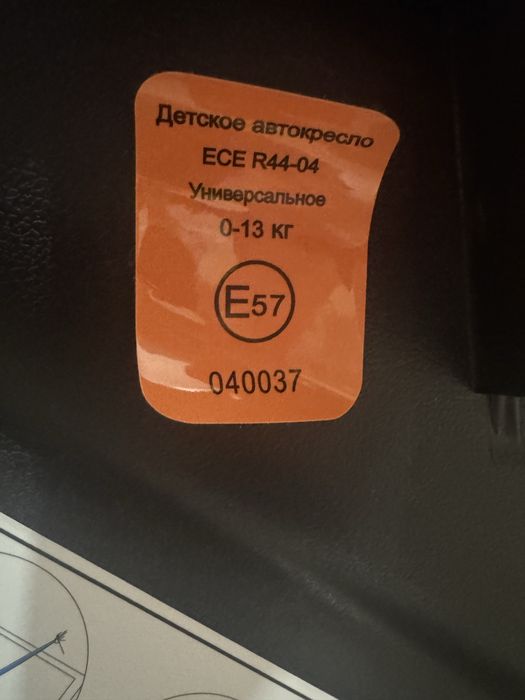 Детское автокресло
ECE R44-04
Универсальное
0-13 кг
E57
040037